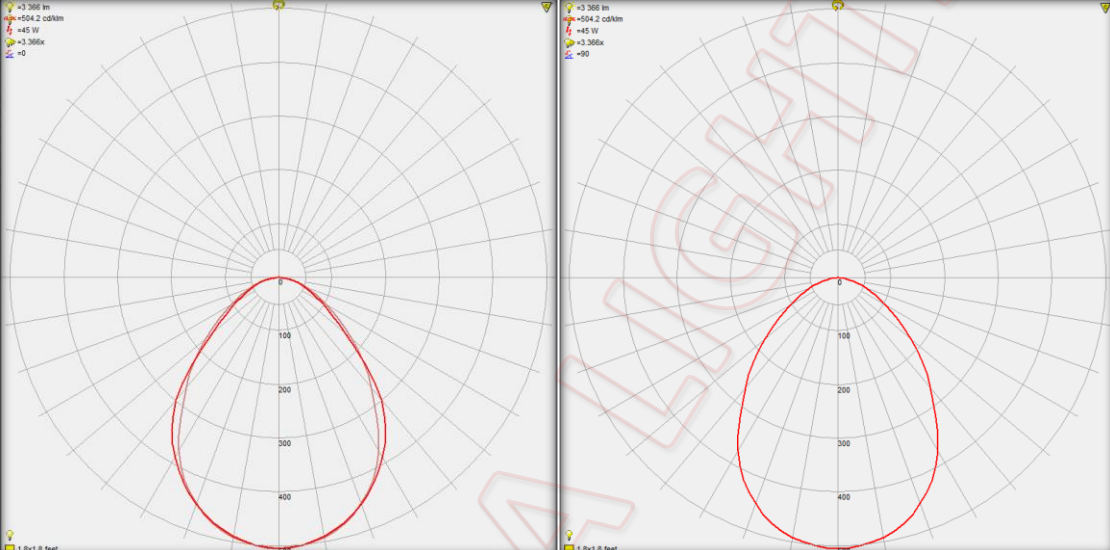 =3 366 lm
=504.2 cd/klm
=45 W
=3.366x
=0
0
100
200
300
400
1.8x1.8 feet
=3 366 lm
=504.2 cd/klm
=45 W
=3.366x
=90
0
100
200
300
400
1.8x1.8 feet
A LIGHT